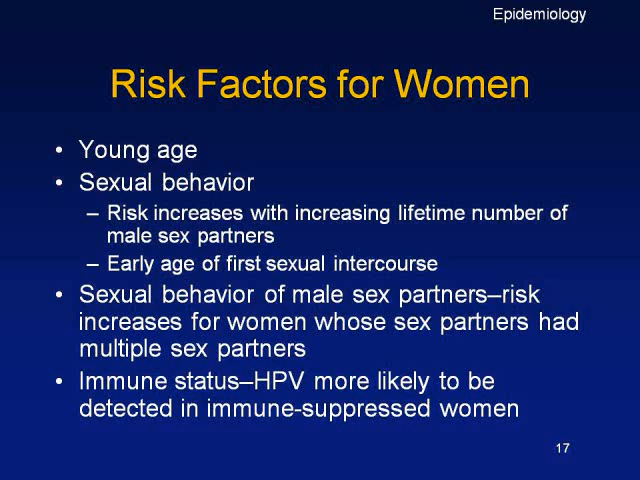 Epidemiology
Risk Factors for Women
• Young age
• Sexual behavior
– Risk increases with increasing lifetime number of
male sex partners
– Early age of first sexual intercourse
• Sexual behavior of male sex partners–risk
increases for women whose sex partners had
multiple sex partners
• Immune status–HPV more likely to be
detected in immune-suppressed women
17